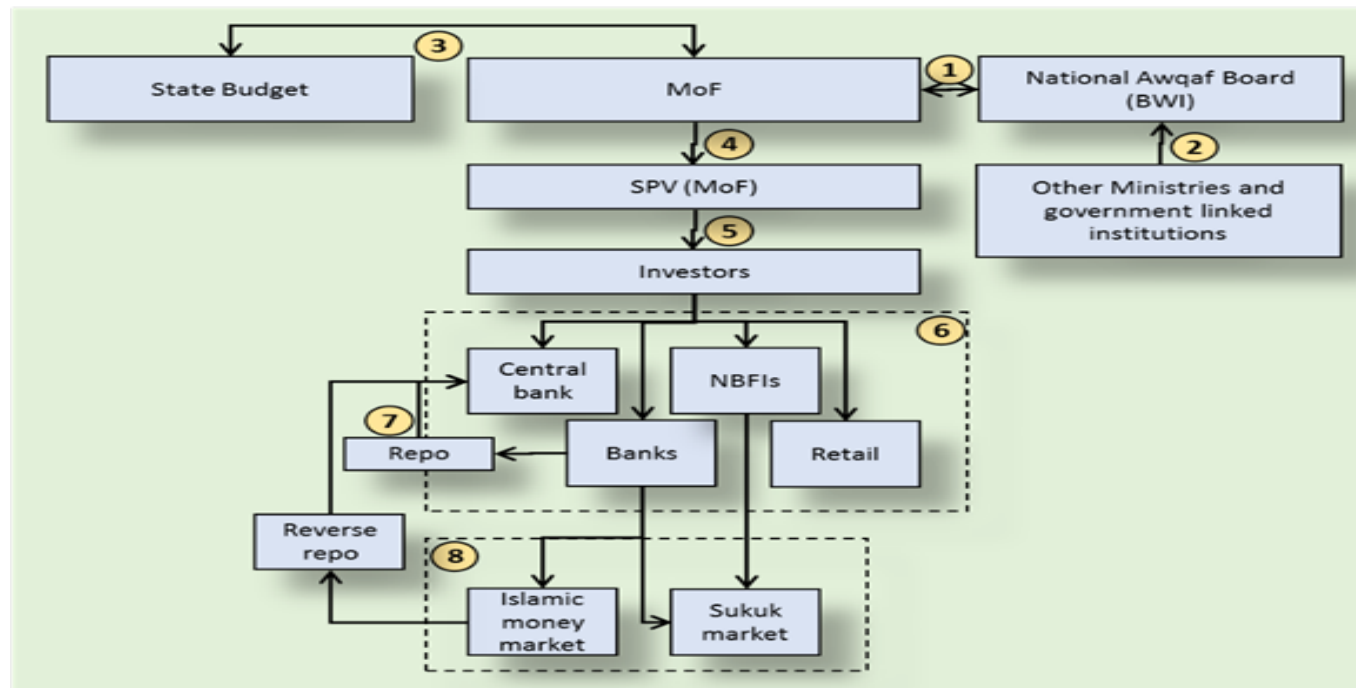 3
1
State Budget
MoF
National Awqaf Board
(BWI)
4
2
SPV (MoF)
Other Ministries and
government linked
institutions
5
Investors
6
Central
bank
NBFIs
7
Repo
Banks
Retail
Reverse
repo
8
Islamic
money
market
Sukuk
market